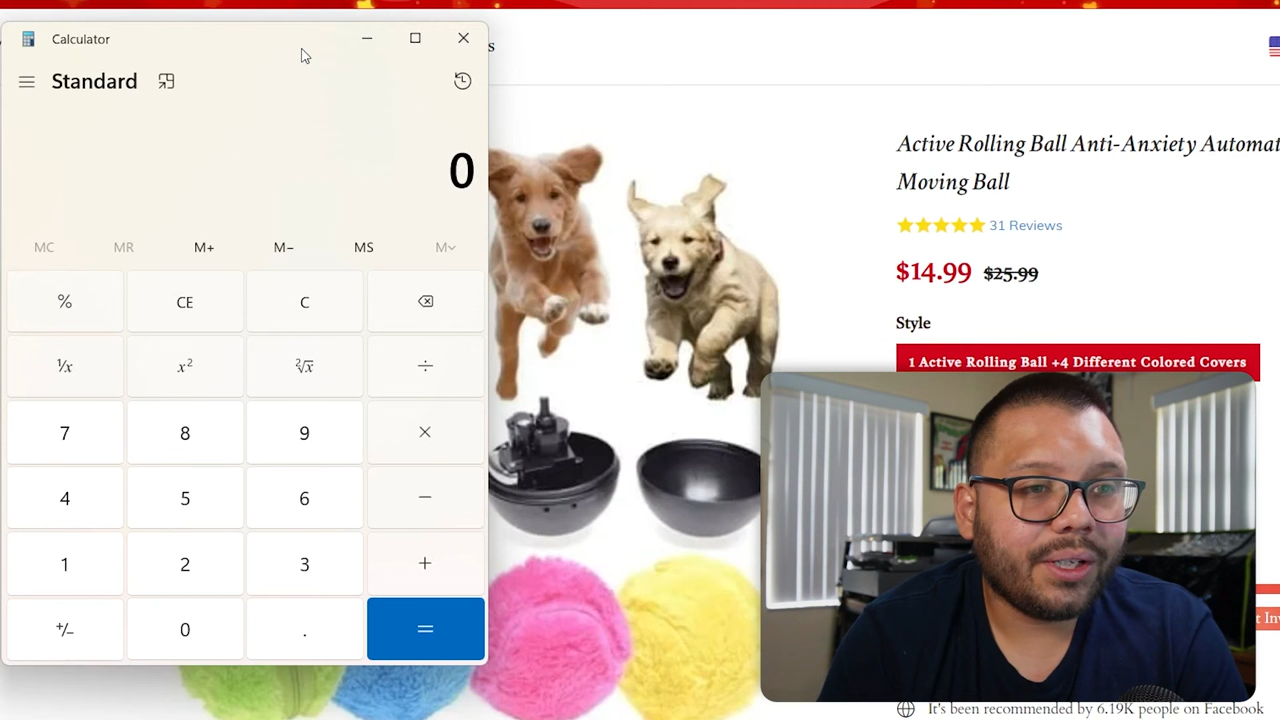 Calculator
Standard
0
MC MR M+ M− MS M˅
% CE C
¹/x x² ²√x ÷
7 8 9 ×
4 5 6 −
1 2 3 +
+/− 0 . =
s
Active Rolling Ball Anti-Anxiety Automat
Moving Ball
31 Reviews
$14.99 $25.99
Style
1 Active Rolling Ball +4 Different Colored Covers
t In
It's been recommended by 6.19K people on Facebook